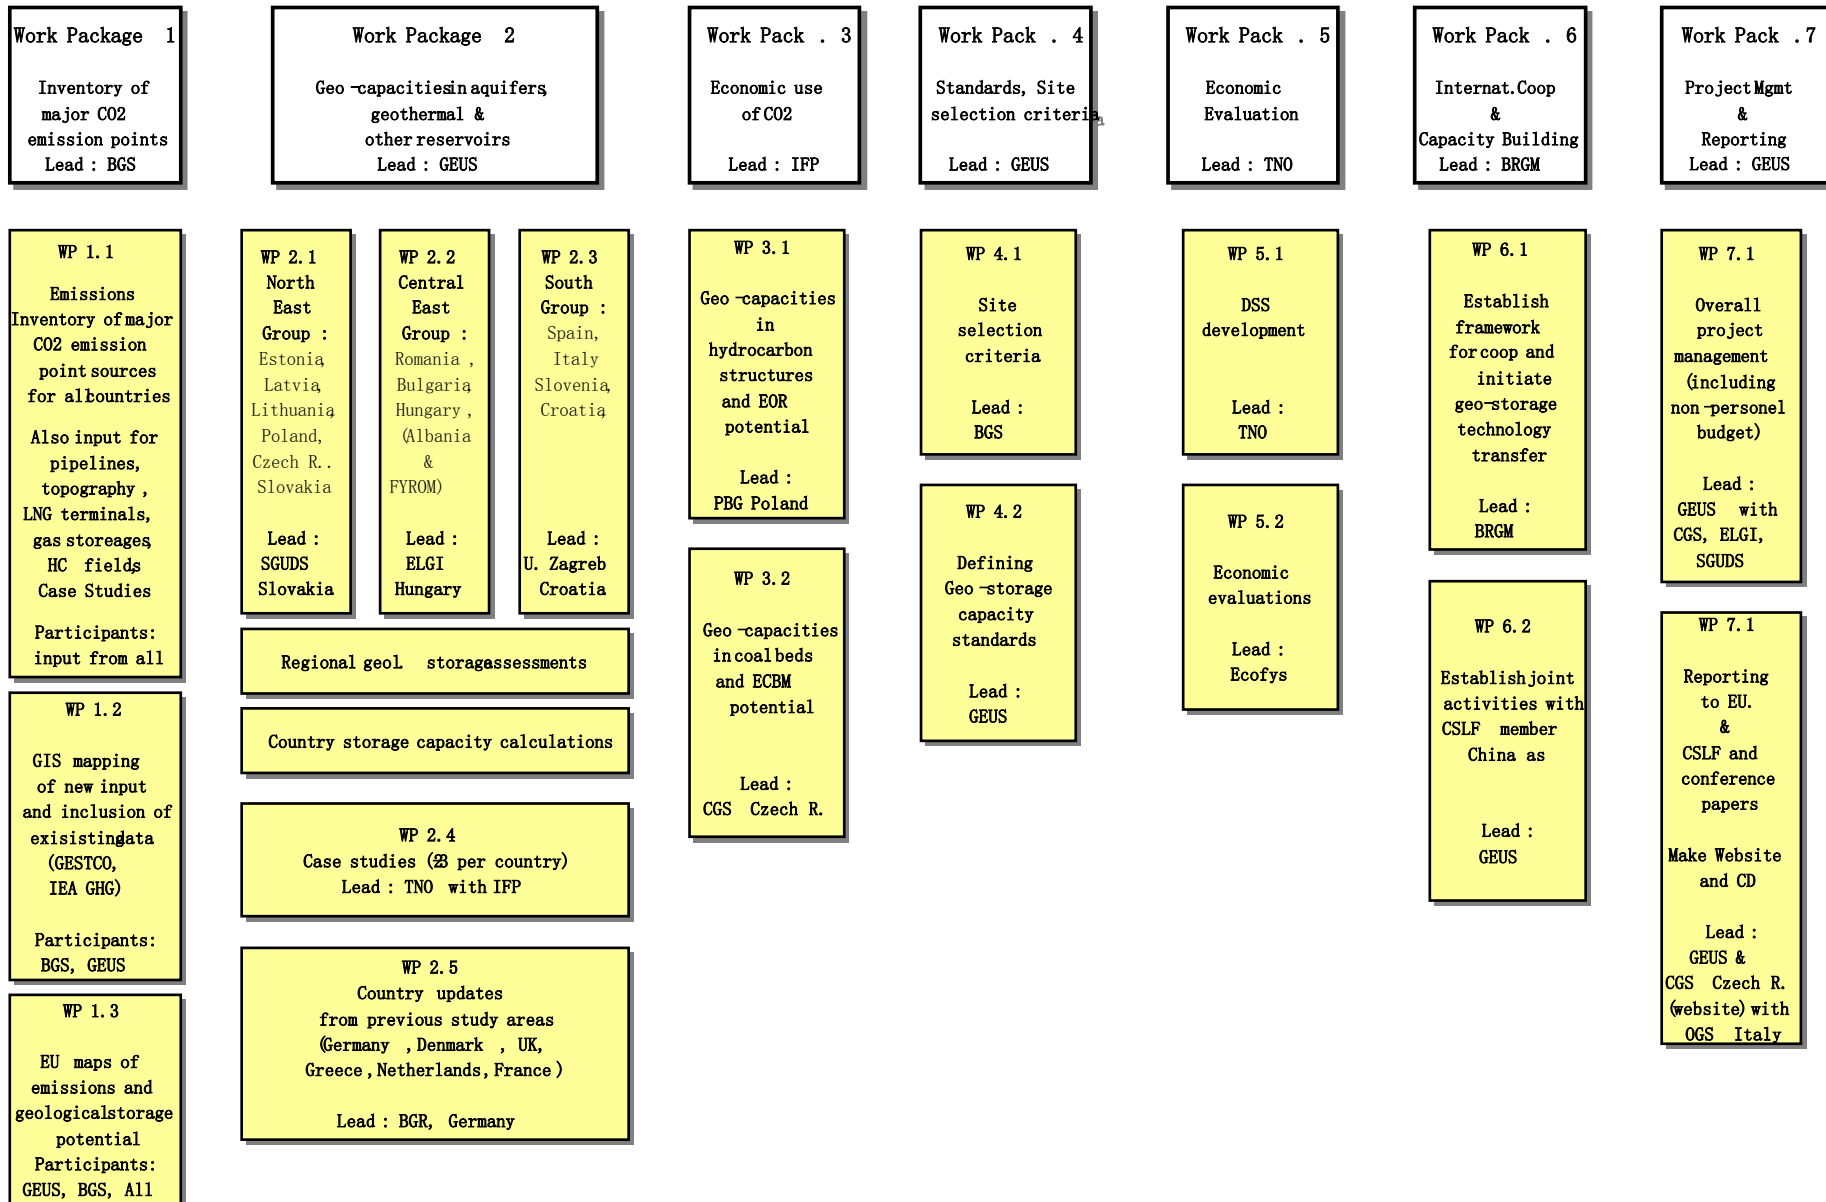 Work Package 1
Inventory of
major CO2
emission points
Lead : BGS
Work Package 2
Geo -capacitiesin aquifers,
geothermal &
other reservoirs
Lead : GEUS
Work Pack . 3
Economic use
of CO2
Lead : IFP
Work Pack . 4
Standards, Site
selection criteria
a
Lead : GEUS
Work Pack . 5
Economic
Evaluation
Lead : TNO
Work Pack . 6
Internat.Coop
&
Capacity Building
Lead : BRGM
Work Pack .7
Project Mgmt
&
Reporting
Lead : GEUS
WP 1.1
Emissions
Inventory of major
CO2 emission
point sources
for allcountries
Also input for
pipelines,
topography ,
LNG terminals,
gas storeages,
HC fields,
Case Studies
Participants:
input from all
WP 1.2
GIS mapping
of new input
and inclusion of
exisistingdata
(GESTCO,
IEA GHG)
Participants:
BGS, GEUS
WP 1.3
EU maps of
emissions and
geologicalstorage
potential
Participants:
GEUS, BGS, All
WP 2.1
North
East
Group :
Estonia,
Latvia,
Lithuania,
Poland,
Czech R..
Slovakia
Lead :
SGUDS
Slovakia
WP 2.2
Central
East
Group :
Romania ,
Bulgaria,
Hungary ,
(Albania
&
FYROM)
Lead :
ELGI
Hungary
WP 2.3
South
Group :
Spain,
Italy
Slovenia,
Croatia,
Lead :
U. Zagreb
Croatia
Regional geol. storageassessments
Country storage capacity calculations
WP 2.4
Case studies (23 per country)
Lead : TNO with IFP
WP 2.5
Country updates
from previous study areas
(Germany , Denmark , UK,
Greece , Netherlands, France )
Lead : BGR, Germany
WP 3.1
Geo -capacities
in
hydrocarbon
structures
and EOR
potential
Lead :
PBG Poland
WP 3.2
Geo -capacities
in coal beds
and ECBM
potential
Lead :
CGS Czech R.
WP 4.1
Site
selection
criteria
Lead :
BGS
WP 4.2
Defining
Geo -storage
capacity
standards
Lead :
GEUS
WP 5.1
DSS
development
Lead :
TNO
WP 5.2
Economic
evaluations
Lead :
Ecofys
WP 6.1
Establish
framework
for coop and
initiate
geo-storage
technology
transfer
Lead :
BRGM
WP 6.2
Establish joint
activities with
CSLF member
China as
Lead :
GEUS
WP 7.1
Overall
project
management
(including
non -personel
budget)
Lead :
GEUS with
CGS, ELGI,
SGUDS
WP 7.1
Reporting
to EU.
&
CSLF and
conference
papers
Make Website
and CD
Lead :
GEUS &
CGS Czech R.
(website) with
OGS Italy